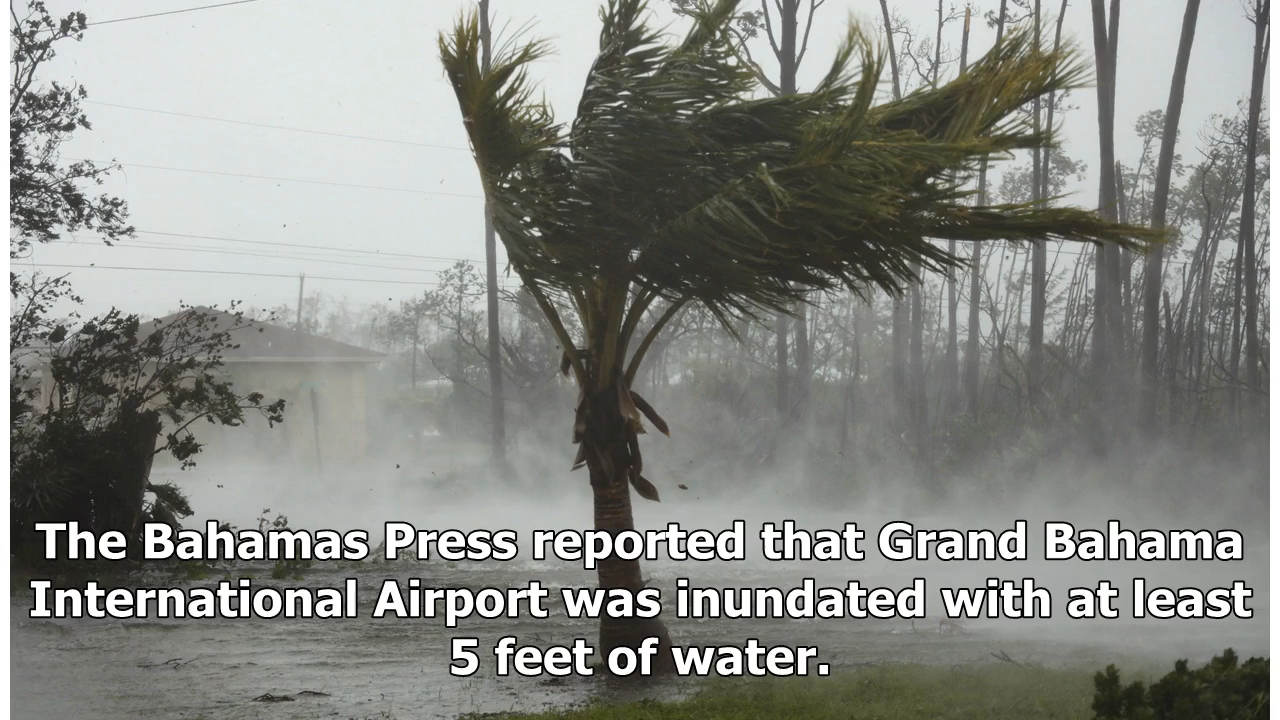 The Bahamas Press reported that Grand Bahama
International Airport was inundated with at least
5 feet of water.